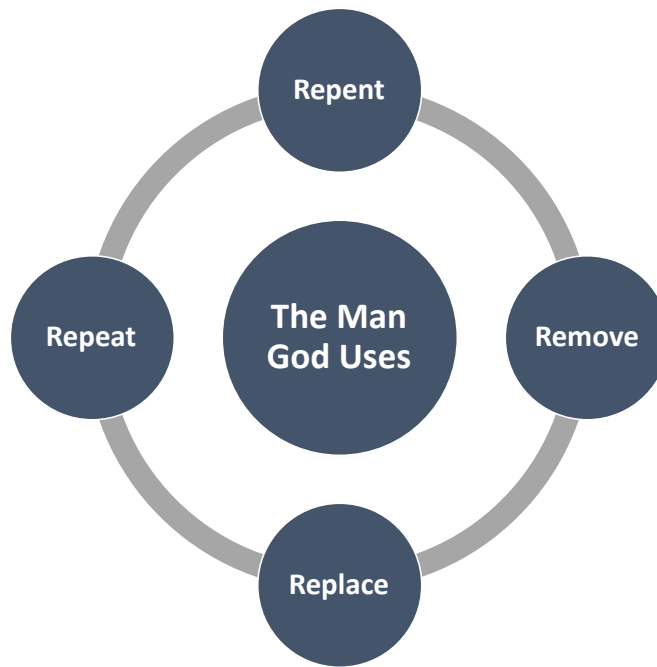 Repent
Repeat
The Man
God Uses
Remove
Replace